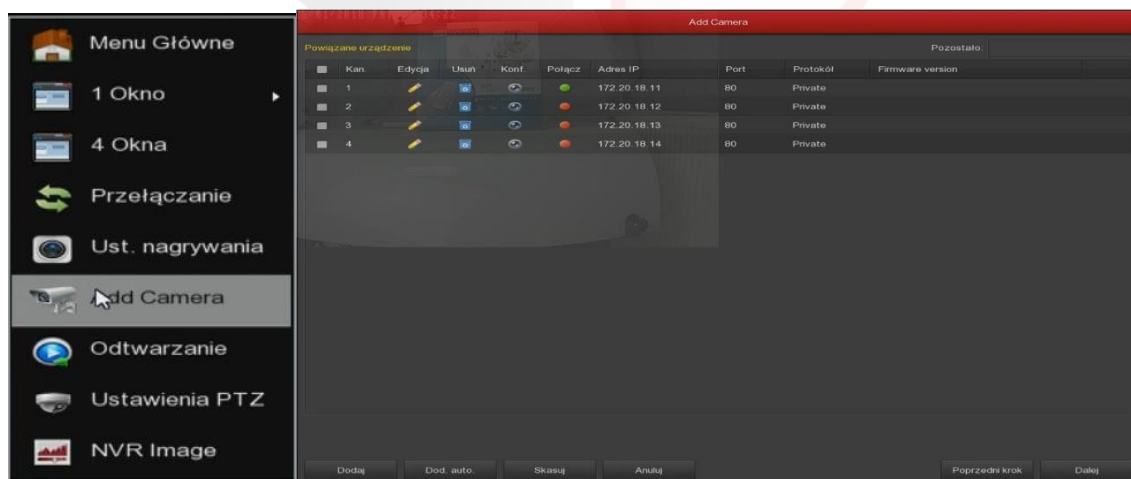 Menu Główne
1 Okno
4 Okna
Przełączanie
Ust. nagrywania
Add Camera
Odtwarzanie
Ustawienia PTZ
NVR Image
Add Camera
Powiązane urządzenie
Pozostało:
Kan. Edycja Usuń Konf. Połącz Adres IP Port Protokół Firmware version
1 172.20.18.11 80 Private
2 172.20.18.12 80 Private
3 172.20.18.13 80 Private
4 172.20.18.14 80 Private
Dodaj Dod. auto. Skasuj Anuluj Poprzedni krok Dalej